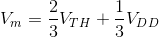 V_m = \frac{2}{3}V_{TH} + \frac{1}{3}V_{DD}